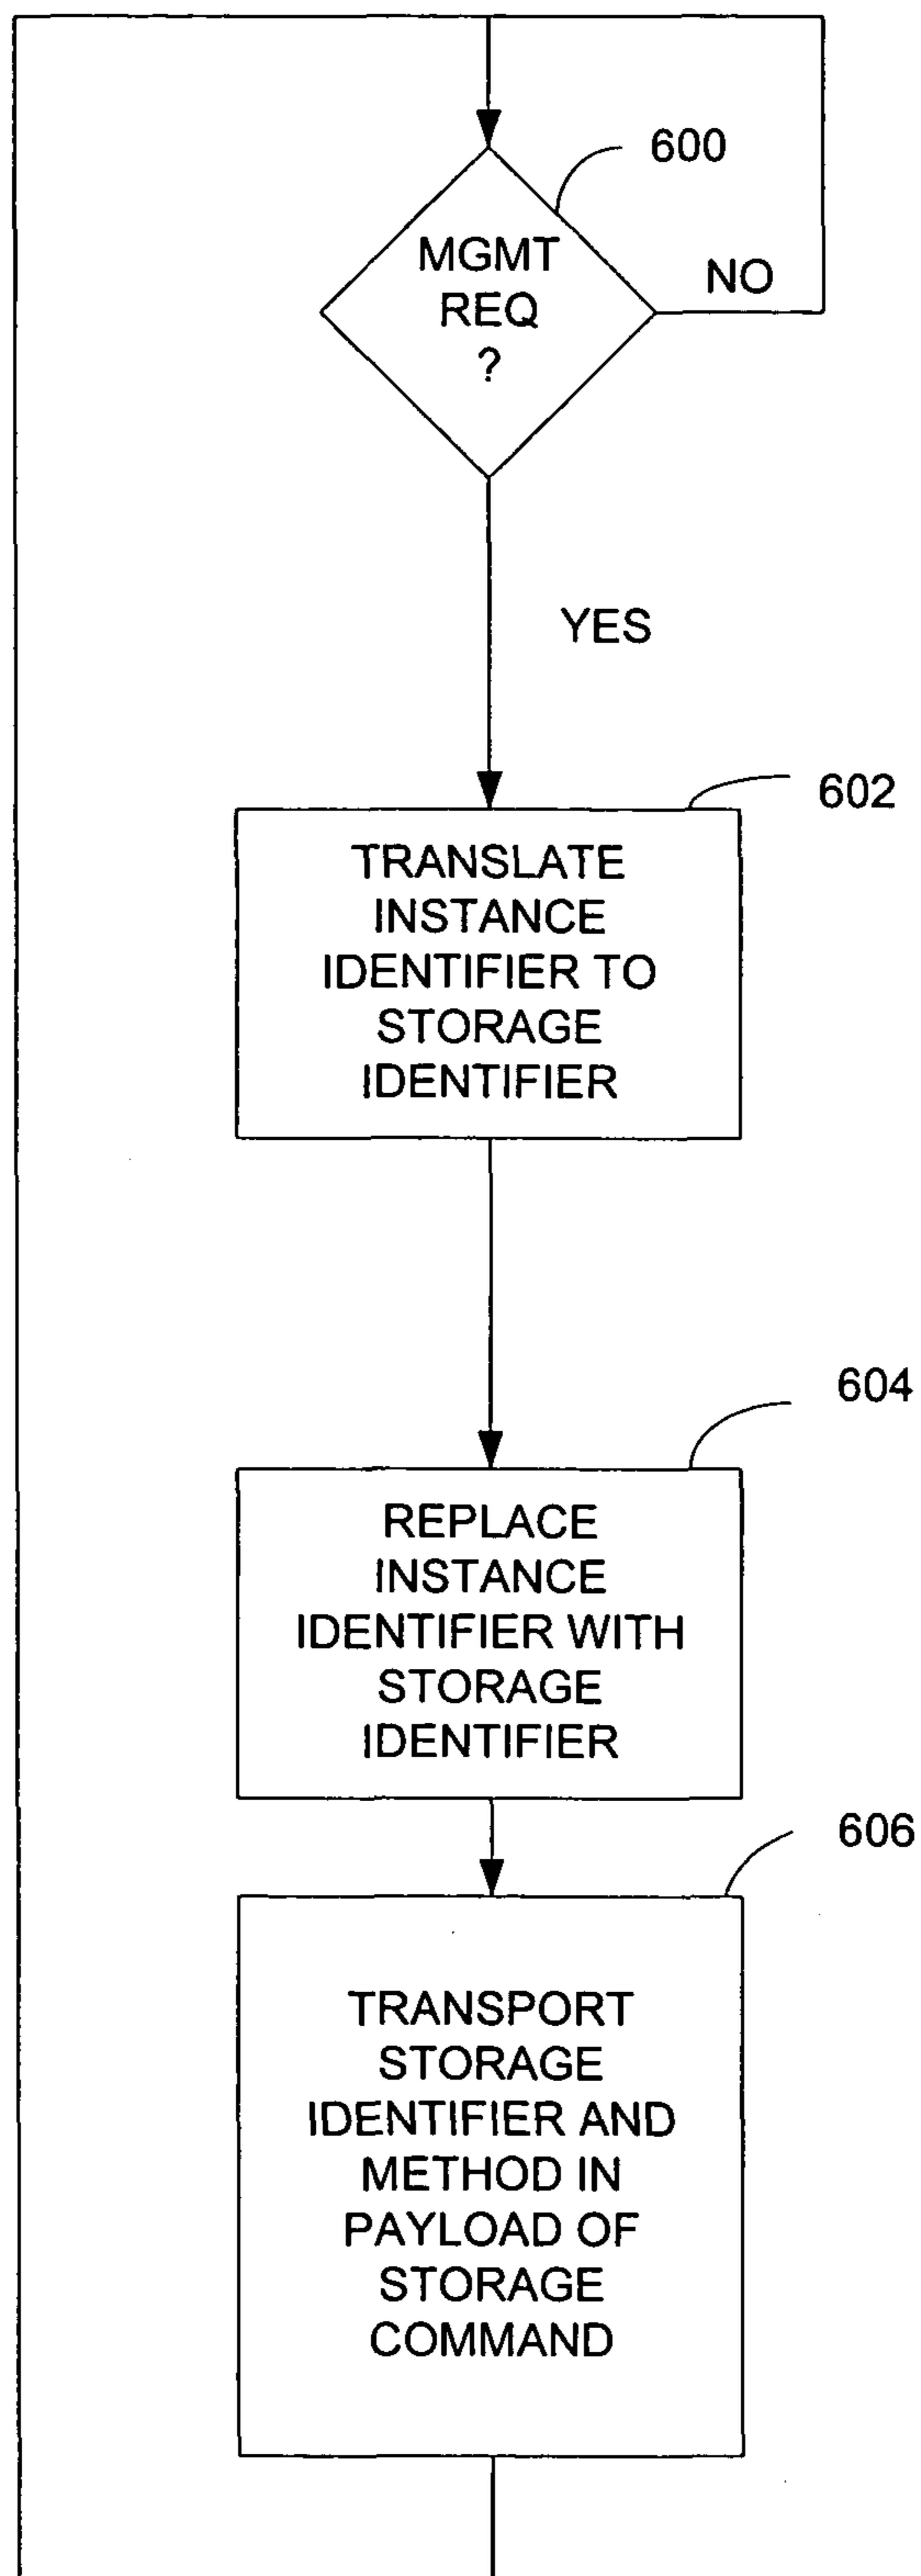 600
MGMT
REQ
?
NO
YES
602
TRANSLATE
INSTANCE
IDENTIFIER TO
STORAGE
IDENTIFIER
604
REPLACE
INSTANCE
IDENTIFIER WITH
STORAGE
IDENTIFIER
606
TRANSPORT
STORAGE
IDENTIFIER AND
METHOD IN
PAYLOAD OF
STORAGE
COMMAND